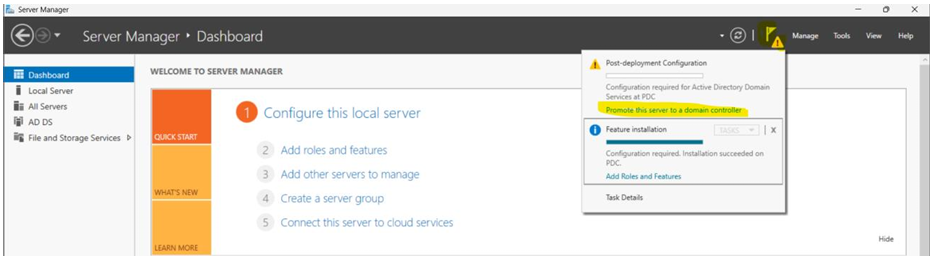 Server Manager
Server Manager • Dashboard
Manage Tools View Help
Dashboard
Local Server
All Servers
AD DS
File and Storage Services
WELCOME TO SERVER MANAGER
QUICK START
WHAT'S NEW
LEARN MORE
1 Configure this local server
2 Add roles and features
3 Add other servers to manage
4 Create a server group
5 Connect this server to cloud services
Hide
Post-deployment Configuration
Configuration required for Active Directory Domain
Services at PDC
Promote this server to a domain controller
Feature installation
TASKS
X
Configuration required. Installation succeeded on
PDC.
Add Roles and Features
Task Details